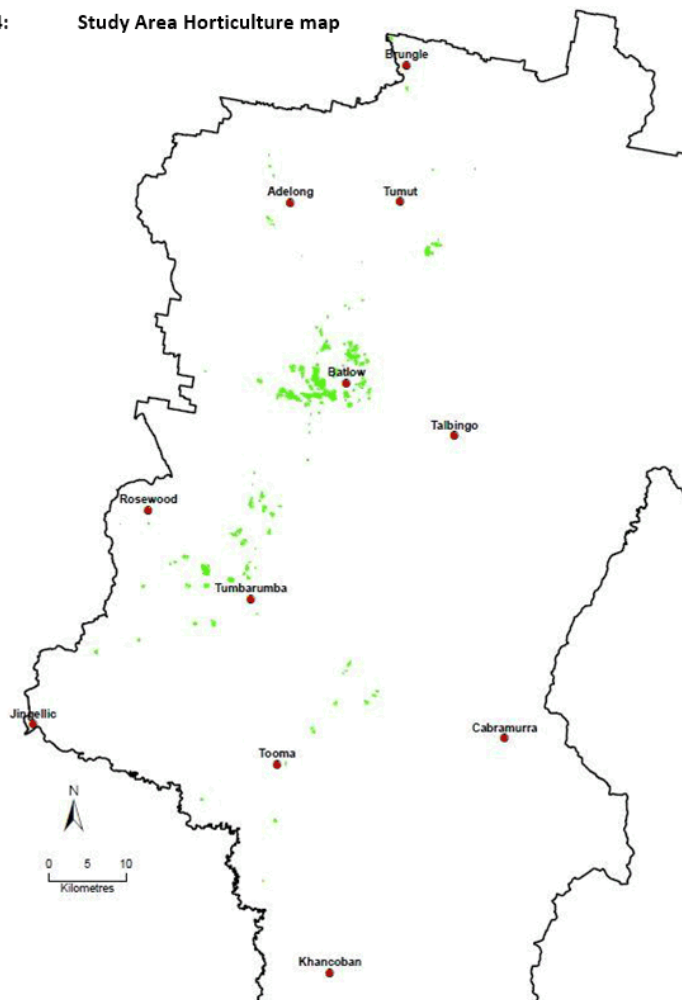 4: Study Area Horticulture map
Brungle
Adelong Tumut
Batlow
Talbingo
Rosewood
Tumbarumba
Jingellic
Cabramurra
Tooma
N
0 5 10
Kilometres
Khancoban